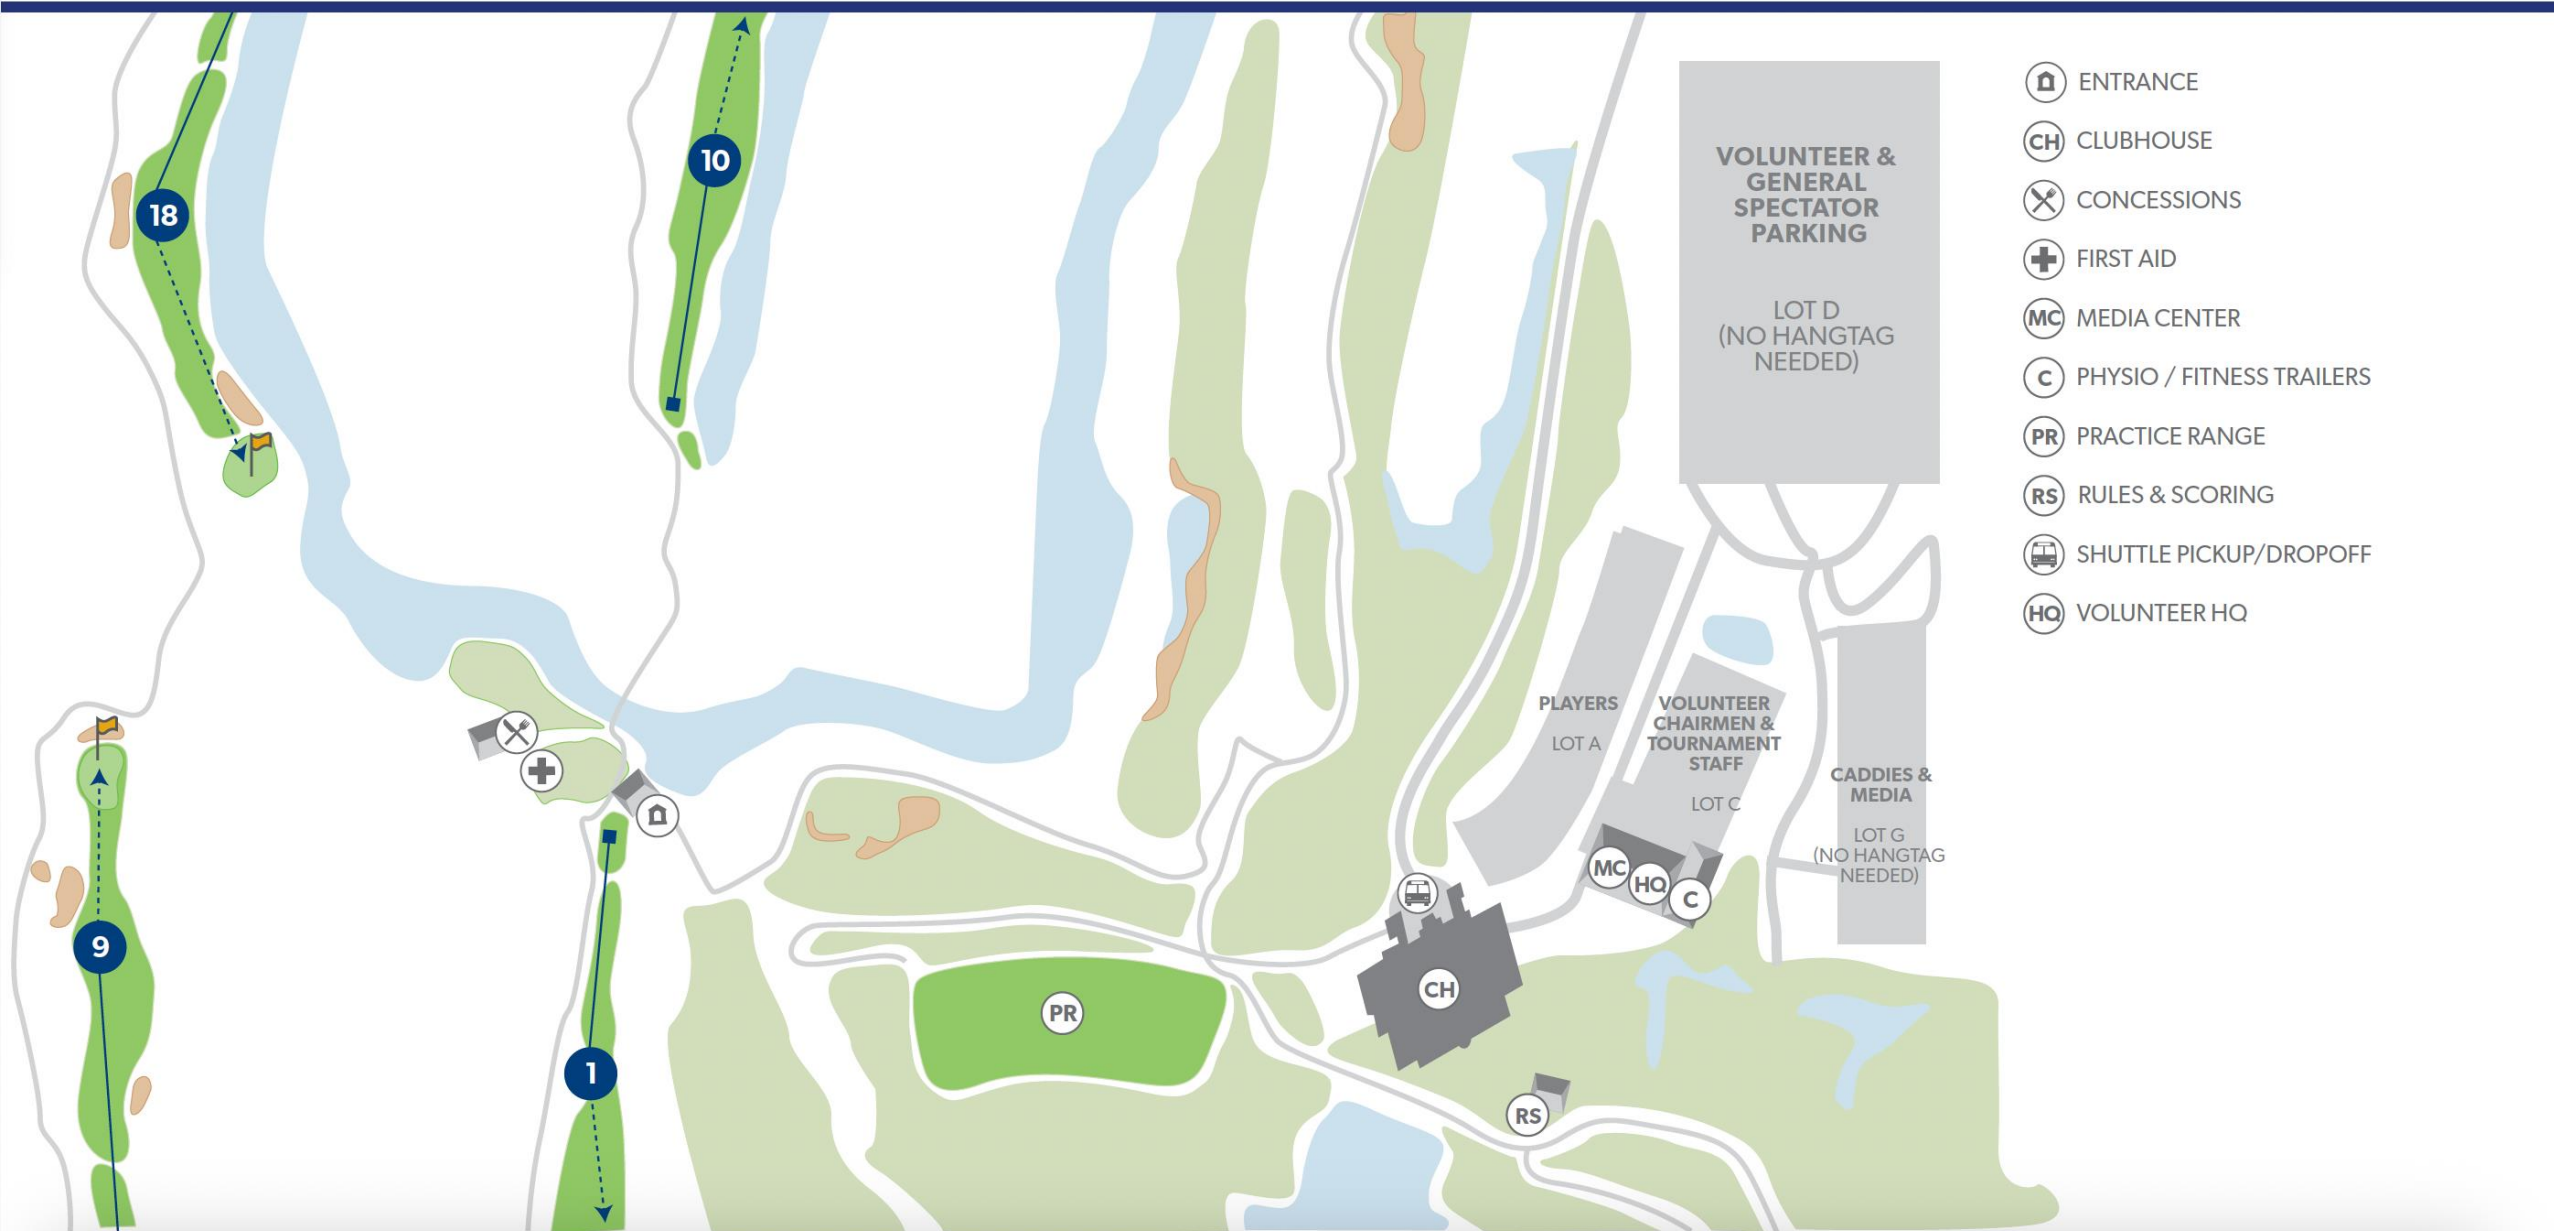 18
10
9
1
VOLUNTEER &
GENERAL
SPECTATOR
PARKING
LOT D
(NO HANGTAG
NEEDED)
PLAYERS
LOT A
VOLUNTEER
CHAIRMEN &
TOURNAMENT
STAFF
LOT C
CADDIES &
MEDIA
LOT G
(NO HANGTAG
NEEDED)
MC
HQ
C
CH
PR
RS
ENTRANCE
CH CLUBHOUSE
CONCESSIONS
FIRST AID
MC MEDIA CENTER
C PHYSIO / FITNESS TRAILERS
PR PRACTICE RANGE
RS RULES & SCORING
SHUTTLE PICKUP/DROPOFF
HQ VOLUNTEER HQ